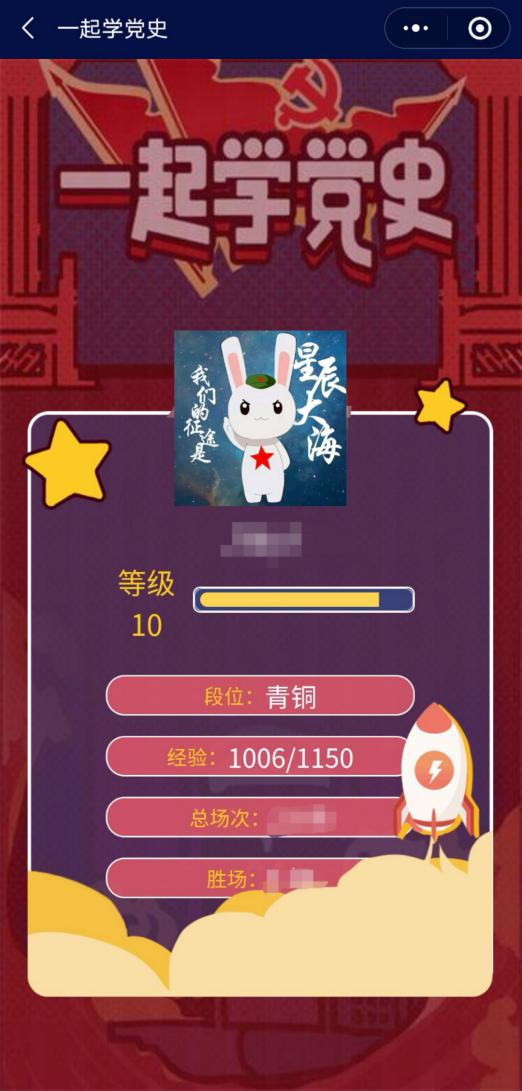 一起学党史
一起学党史
我们的征途是
星辰大海
等级
10
段位：青铜
经验：1006/1150
总场次：
胜场：